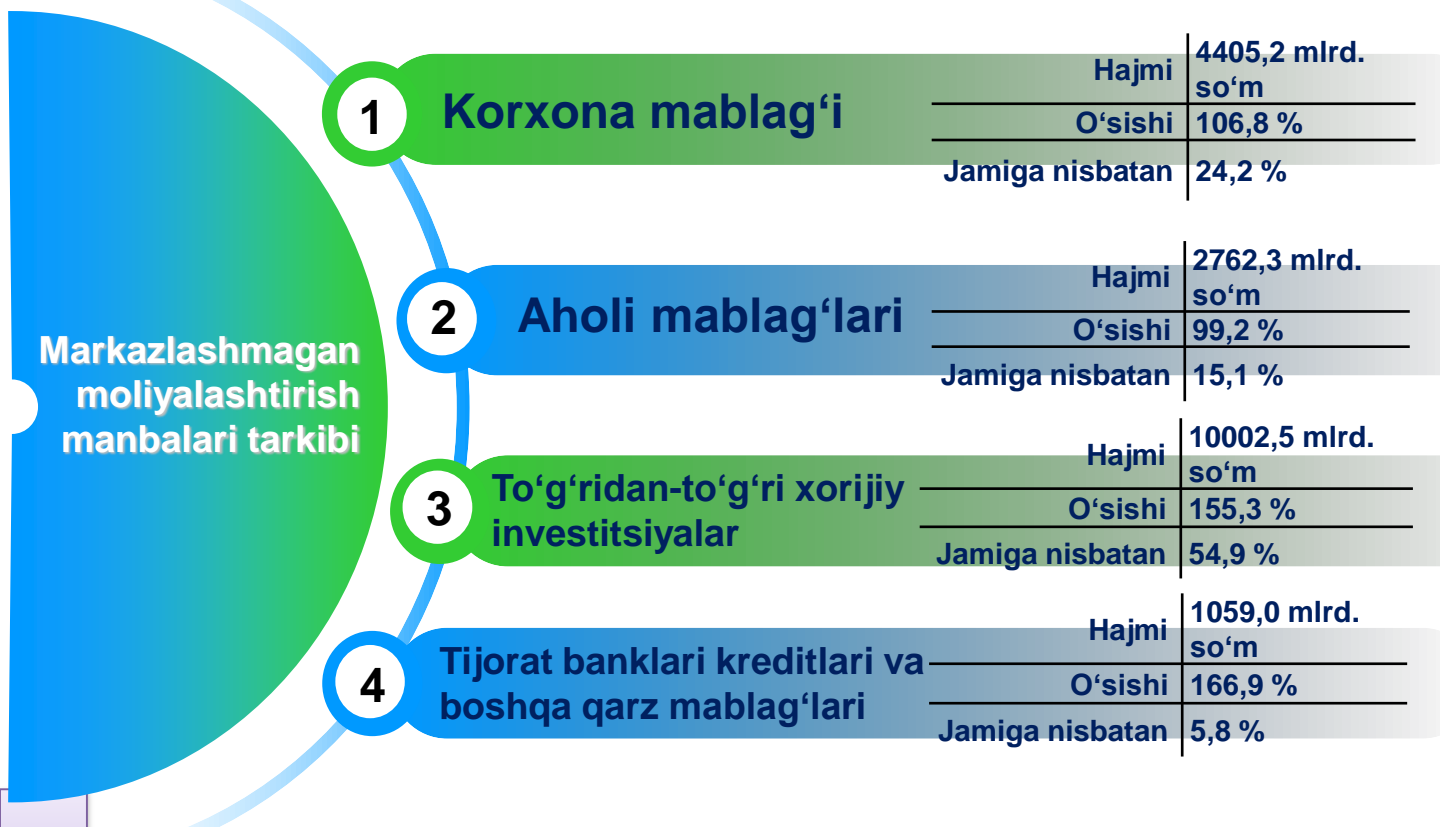 Markazlashmagan
moliyalashtirish
manbalari tarkibi
1
Korxona mablag‘i
Hajmi
4405,2 mlrd.
so‘m
O‘sishi
106,8 %
Jamiga nisbatan
24,2 %
2
Aholi mablag‘lari
Hajmi
2762,3 mlrd.
so‘m
O‘sishi
99,2 %
Jamiga nisbatan
15,1 %
3
To‘g‘ridan-to‘g‘ri xorijiy
investitsiyalar
Hajmi
10002,5 mlrd.
so‘m
O‘sishi
155,3 %
Jamiga nisbatan
54,9 %
4
Tijorat banklari kreditlari va
boshqa qarz mablag‘lari
Hajmi
1059,0 mlrd.
so‘m
O‘sishi
166,9 %
Jamiga nisbatan
5,8 %